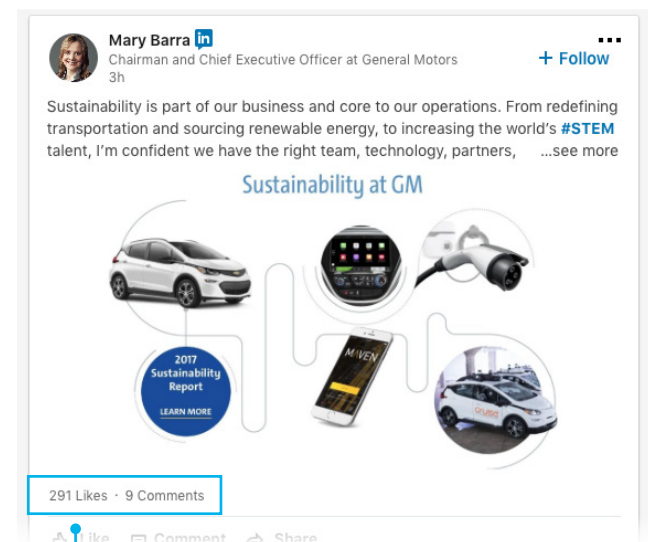 Mary Barra in
Chairman and Chief Executive Officer at General Motors
+ Follow
3h
Sustainability is part of our business and core to our operations. From redefining
transportation and sourcing renewable energy, to increasing the world's #STEM
talent, I'm confident we have the right team, technology, partners, ...see more
Sustainability at GM
2017
Sustainability
Report
LEARN MORE
MAVEN
cruise
291 Likes · 9 Comments
Like Comment Share